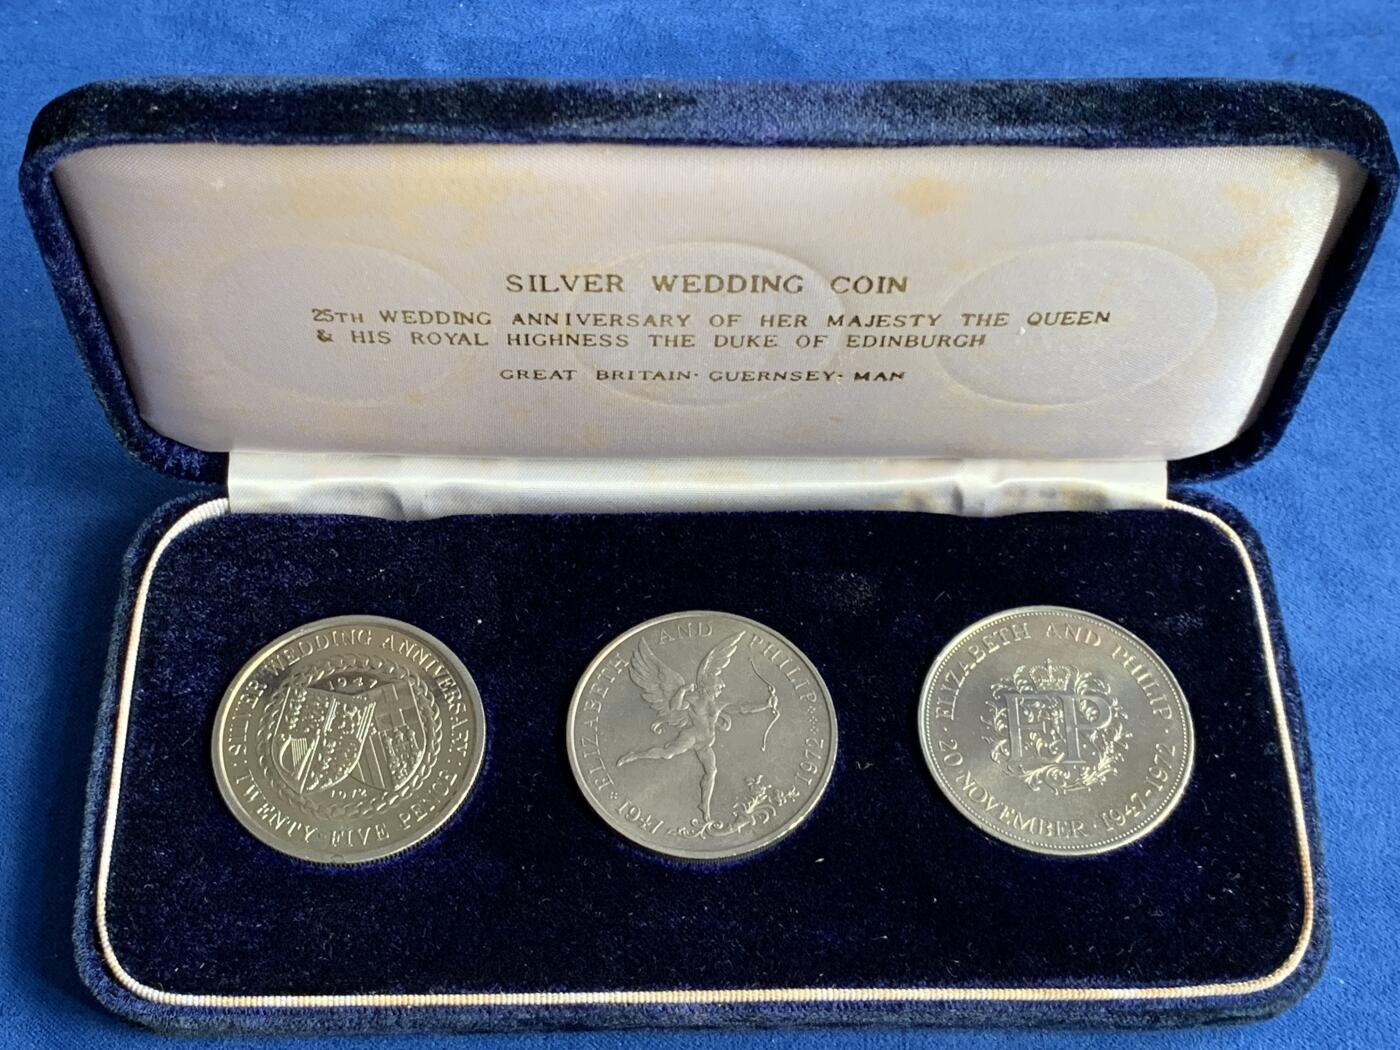 SILVER WEDDING COIN
25TH WEDDING ANNIVERSARY OF HER MAJESTY THE QUEEN
& HIS ROYAL HIGHNESS THE DUKE OF EDINBURGH
GREAT BRITAIN · GUERNSEY · MAN
· SILVER WEDDING ANNIVERSARY ·
TWENTY · FIVE PENCE
1947
1972
ELIZABETH AND PHILIP
1947
1972
· ELIZABETH AND PHILIP ·
20 NOVEMBER · 1947-1972
EP